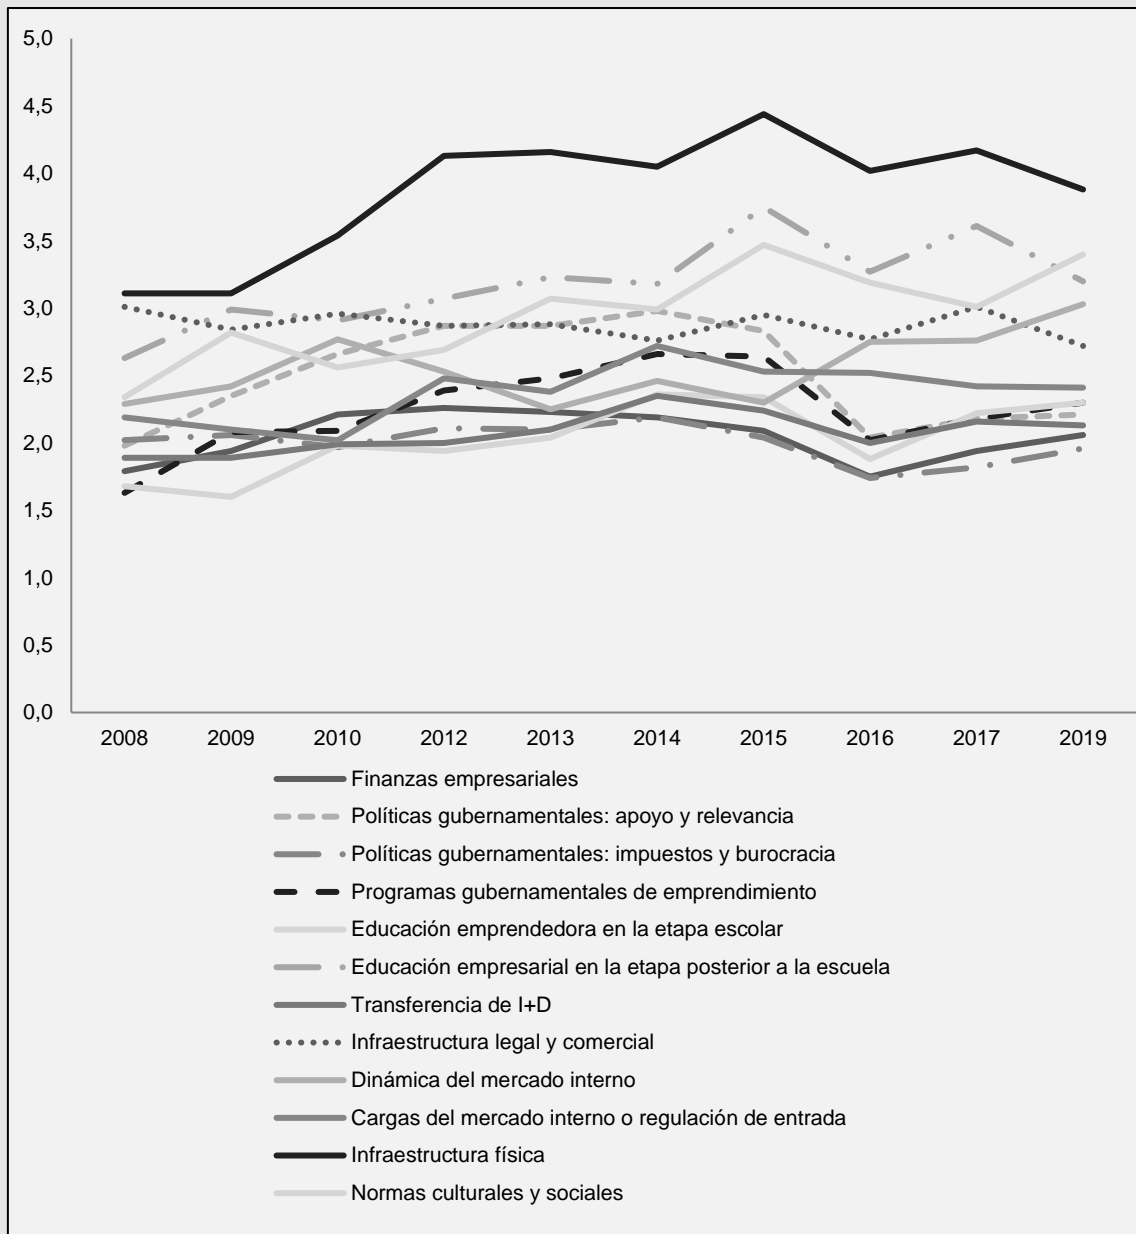 5,0
4,5
4,0
3,5
3,0
2,5
2,0
1,5
1,0
0,5
0,0
2008 2009 2010 2012 2013 2014 2015 2016 2017 2019
Finanzas empresariales
Políticas gubernamentales: apoyo y relevancia
Políticas gubernamentales: impuestos y burocracia
Programas gubernamentales de emprendimiento
Educación emprendedora en la etapa escolar
Educación empresarial en la etapa posterior a la escuela
Transferencia de I+D
Infraestructura legal y comercial
Dinámica del mercado interno
Cargas del mercado interno o regulación de entrada
Infraestructura física
Normas culturales y sociales